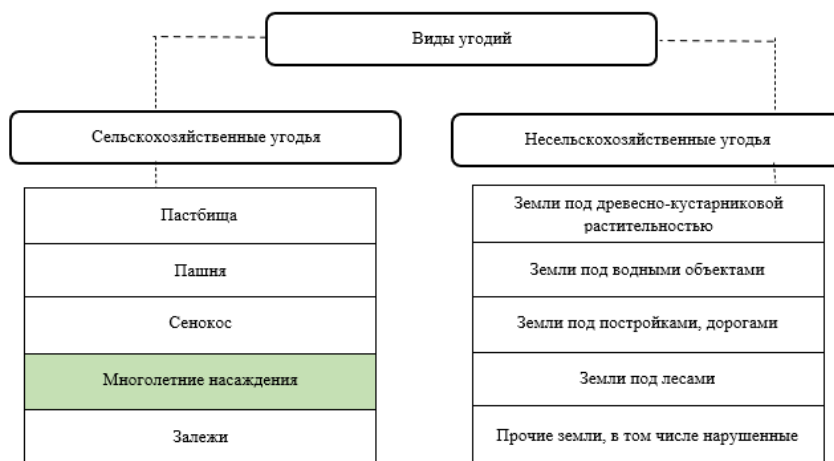 Виды угодий
Сельскохозяйственные угодья
Несельскохозяйственные угодья
Пастбища
Пашня
Сенокос
Многолетние насаждения
Залежи
Земли под древесно-кустарниковой
растительностью
Земли под водными объектами
Земли под постройками, дорогами
Земли под лесами
Прочие земли, в том числе нарушенные